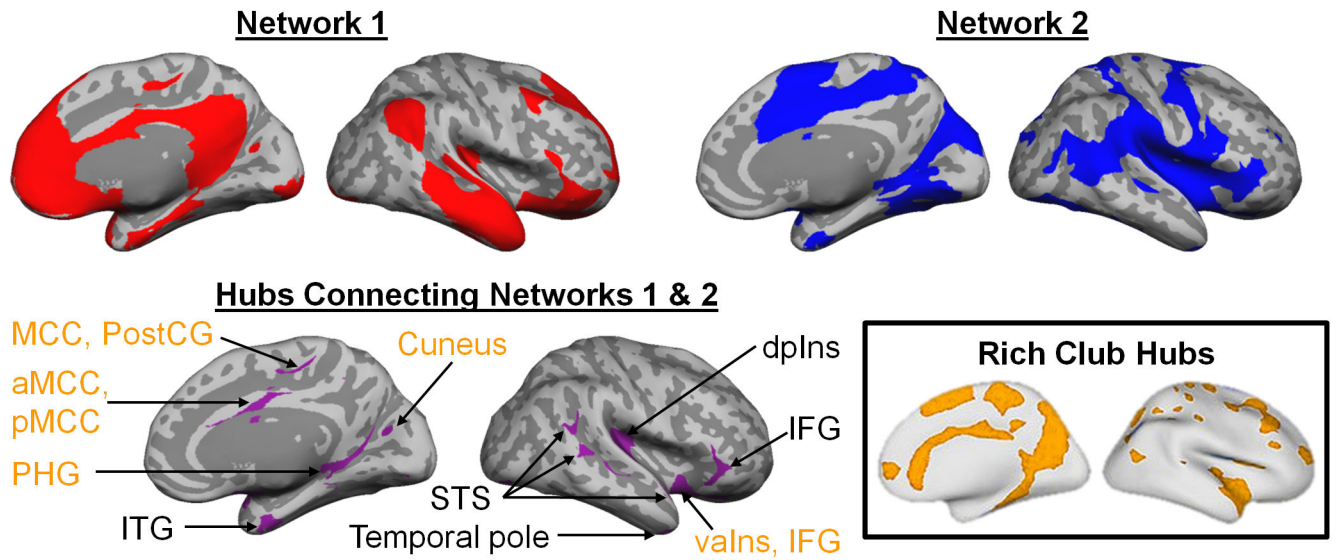 Network 1
Network 2
Hubs Connecting Networks 1 & 2
MCC, PostCG
aMCC,
pMCC
PHG
ITG
Cuneus
dpIns
IFG
STS
Temporal pole
vaIns, IFG
Rich Club Hubs